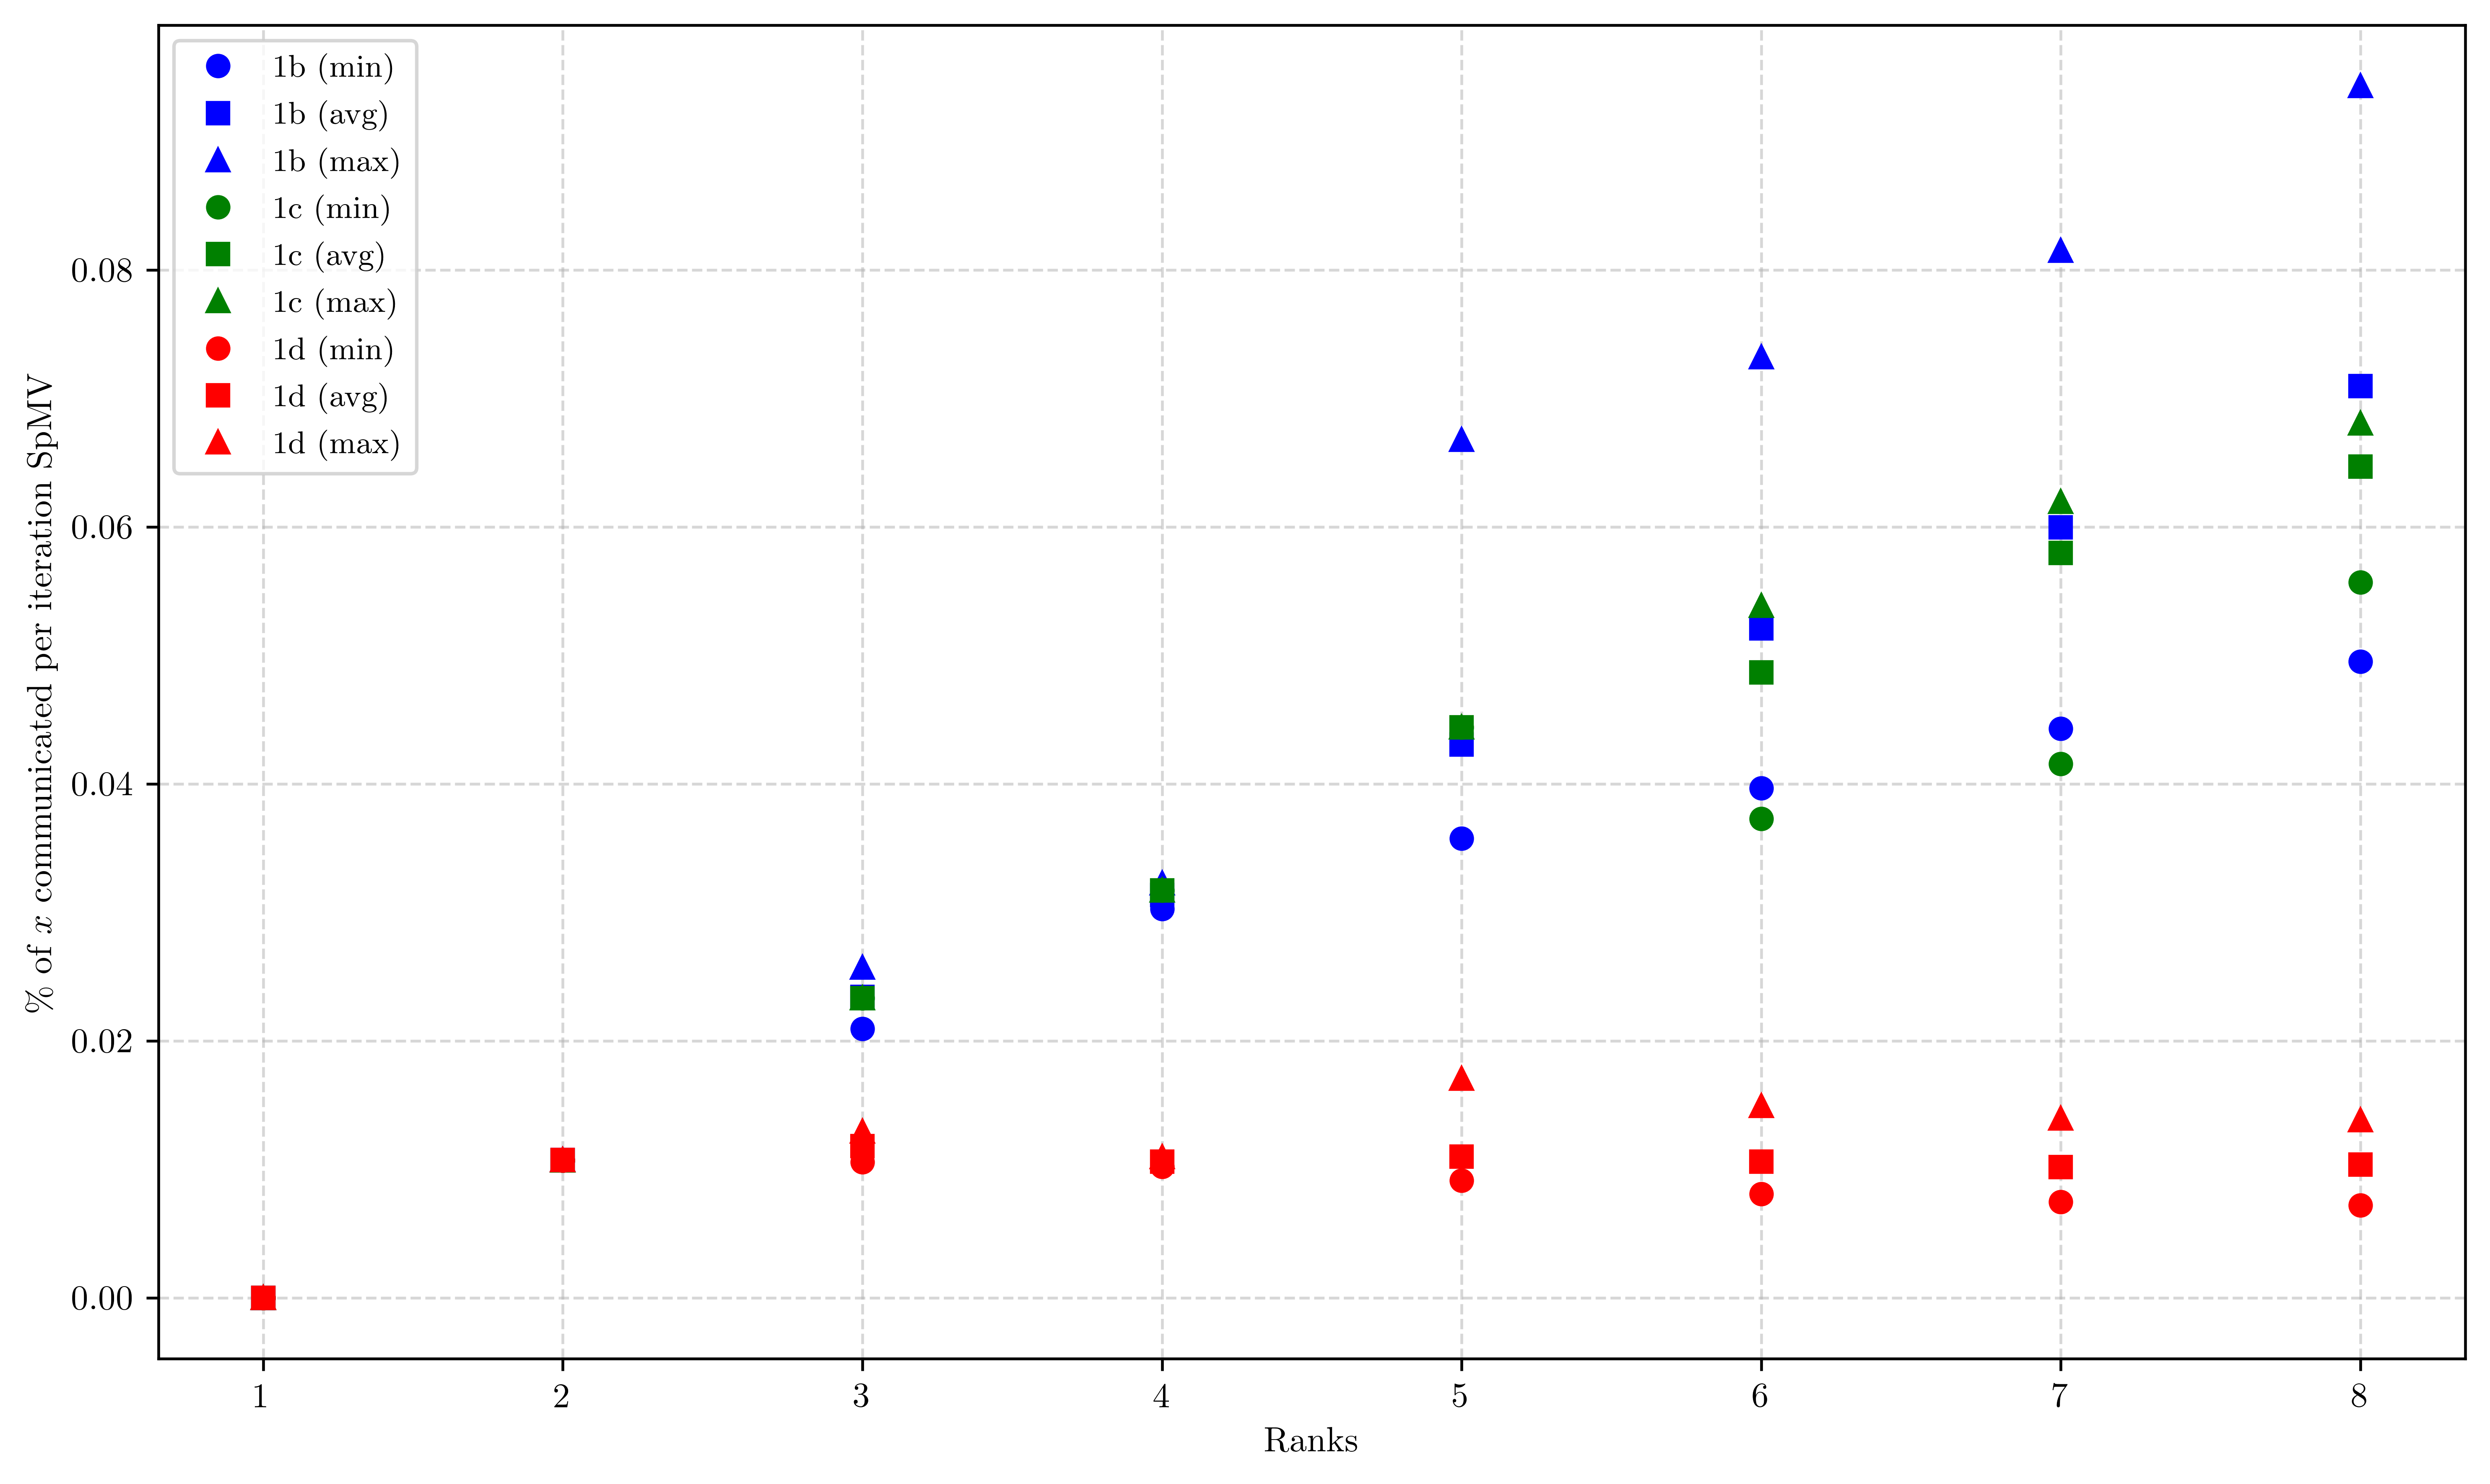 1b (min)
1b (avg)
1b (max)
1c (min)
1c (avg)
1c (max)
1d (min)
1d (avg)
1d (max)
% of x communicated per iteration SpMV
0.08
0.06
0.04
0.02
0.00
1 2 3 4 5 6 7 8
Ranks